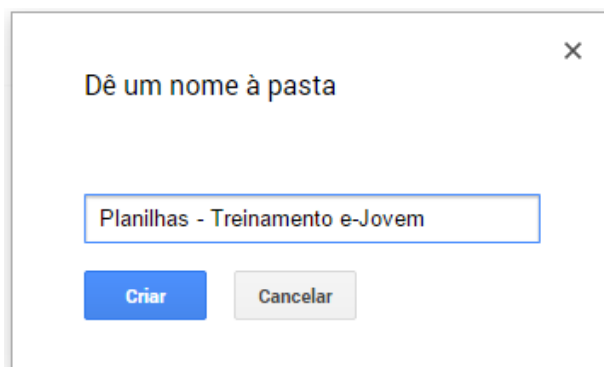 Dê um nome à pasta
Planilhas - Treinamento e-Jovem
Criar Cancelar